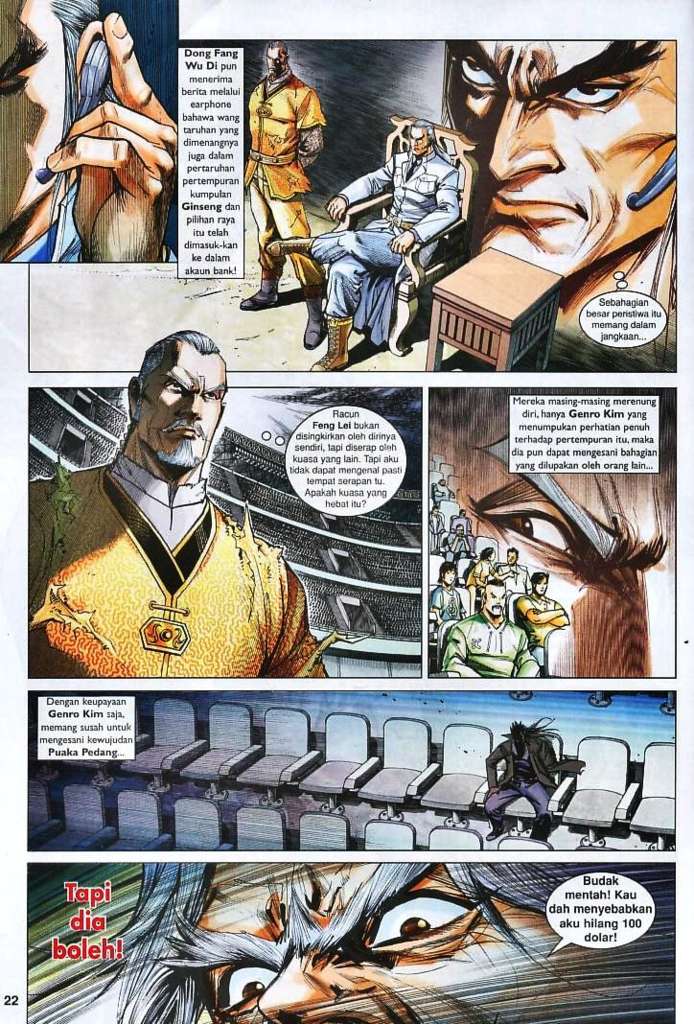 Dong Fang
Wu Di pun
menerima
berita melalui
earphone
bahawa wang
taruhan yang
dimenangnya
juga dalam
pertaruhan
pertempuran
kumpulan
Ginseng dan
pilihan raya
itu telah
dimasuk-kan
ke dalam
akaun bank!
Sebahagian
besar peristiwa itu
memang dalam
jangkaan...
Racun
Feng Lei bukan
disingkirkan oleh dirinya
sendiri, tapi diserap oleh
kuasa yang lain. Tapi aku
tidak dapat mengenal pasti
tempat serapan tu.
Apakah kuasa yang
hebat itu?
Mereka masing-masing merenung
diri, hanya Genro Kim yang
menumpukan perhatian penuh
terhadap pertempuran itu, maka
dia pun dapat mengesani bahagian
yang dilupakan oleh orang lain...
Dengan keupayaan
Genro Kim saja,
memang susah untuk
mengesani kewujudan
Puaka Pedang...
Tapi
dia
boleh!
Budak
mentah! Kau
dah menyebabkan
aku hilang 100
dolar!
22